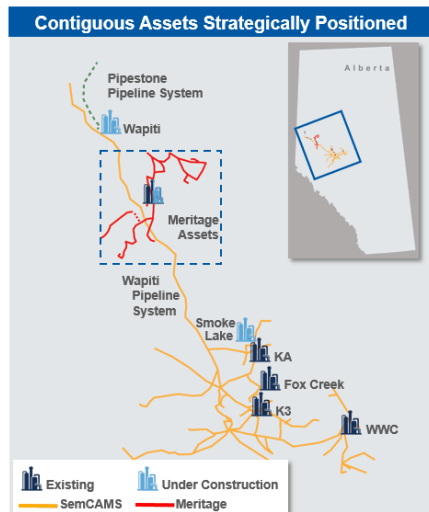 Contiguous Assets Strategically Positioned
Alberta
Pipestone
Pipeline System
Wapiti
Meritage
Assets
Wapiti
Pipeline
System
Smoke
Lake
KA
Fox Creek
K3
WWC
Existing
Under Construction
SemCAMS
Meritage